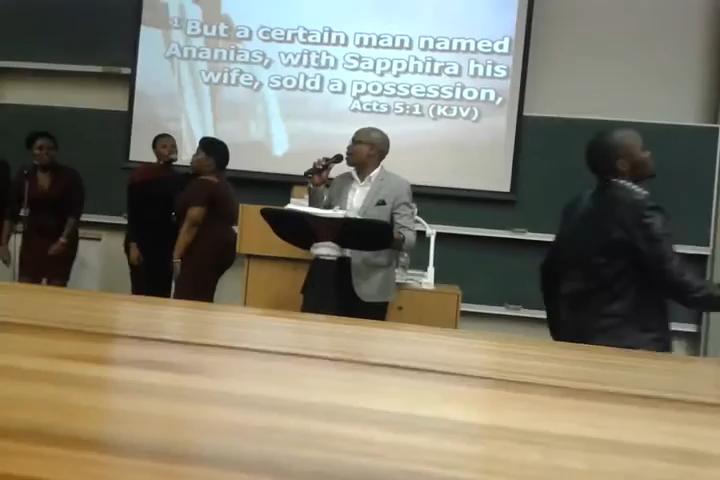 1 But a certain man named
Ananias, with Sapphira his
wife, sold a possession,
Acts 5:1 (KJV)